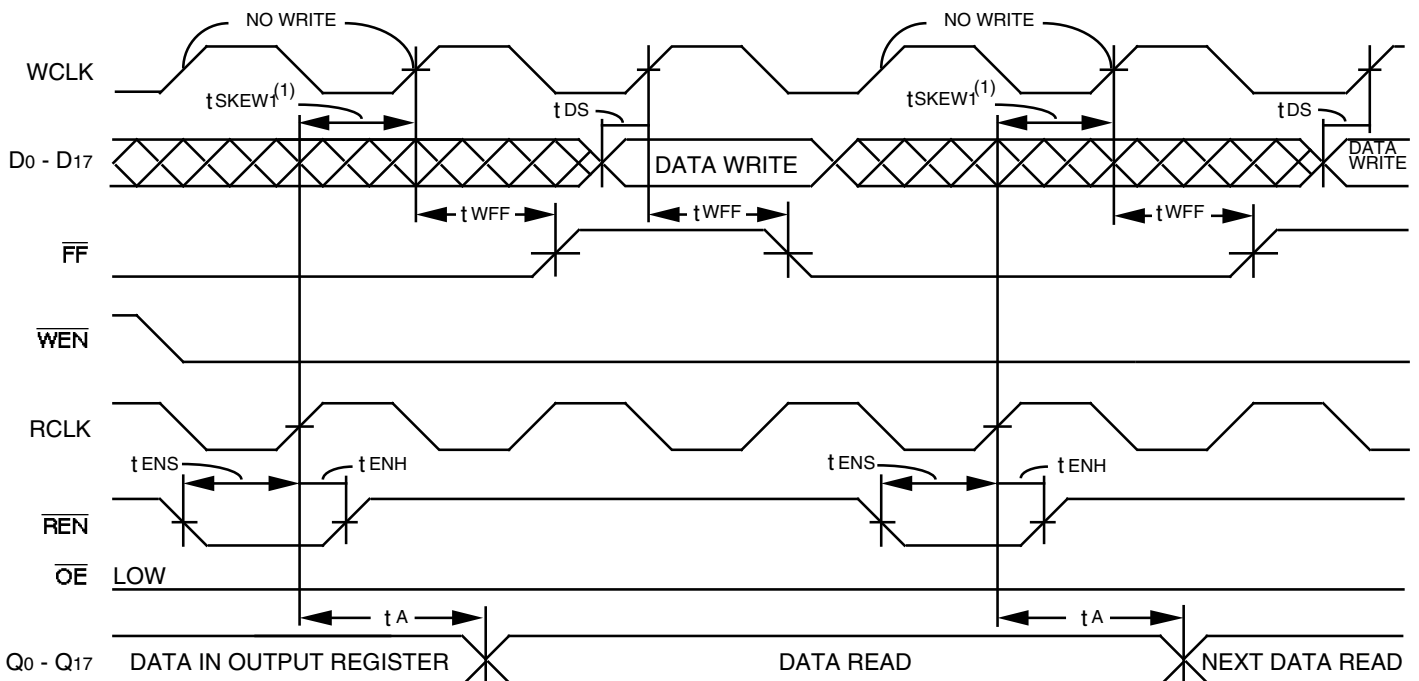 NO WRITE NO WRITE
WCLK
tSKEW1(1) tDS tSKEW1(1) tDS
D0 - D17 DATA WRITE DATA WRITE
tWFF tWFF tWFF
FF
WEN
RCLK
tENS tENH tENS tENH
REN
OE LOW
tA tA
Q0 - Q17 DATA IN OUTPUT REGISTER DATA READ NEXT DATA READ